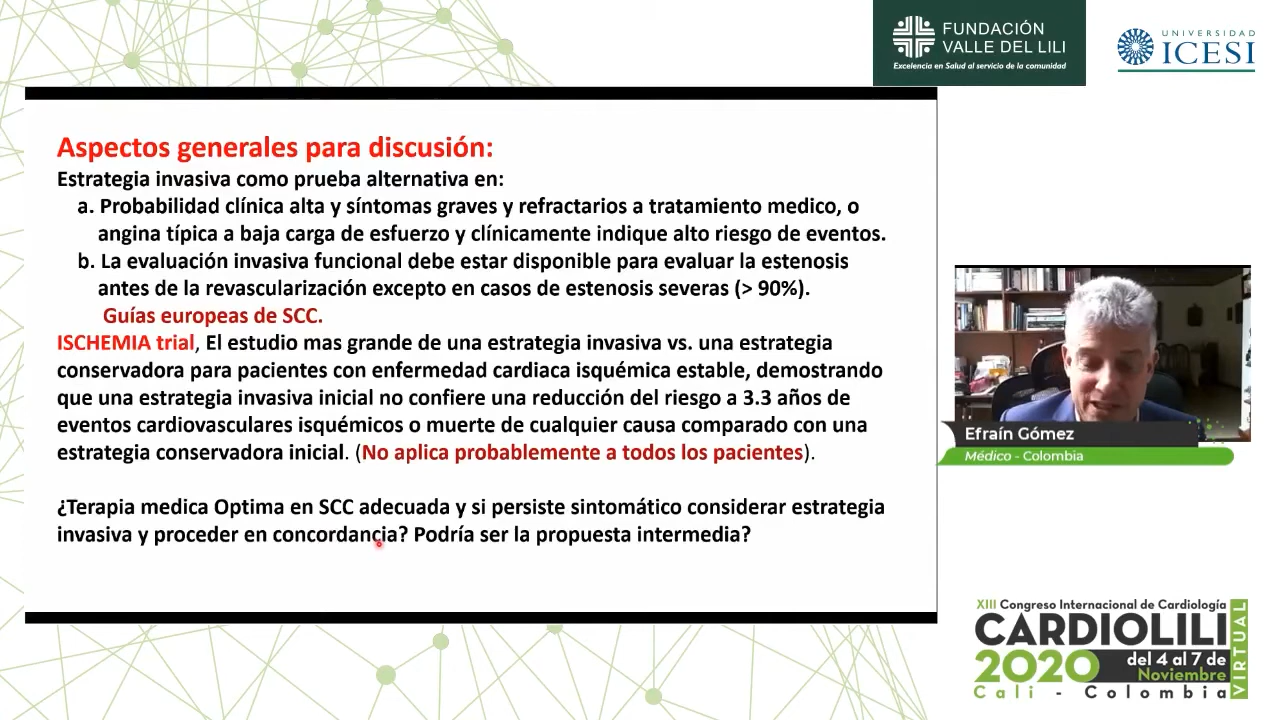 FUNDACIÓN
VALLE DEL LILI
Excelencia en Salud al servicio de la comunidad
UNIVERSIDAD
ICESI
Aspectos generales para discusión:
Estrategia invasiva como prueba alternativa en:
a. Probabilidad clínica alta y síntomas graves y refractarios a tratamiento medico, o
angina típica a baja carga de esfuerzo y clínicamente indique alto riesgo de eventos.
b. La evaluación invasiva funcional debe estar disponible para evaluar la estenosis
antes de la revascularización excepto en casos de estenosis severas (> 90%).
Guías europeas de SCC.
ISCHEMIA trial, El estudio mas grande de una estrategia invasiva vs. una estrategia
conservadora para pacientes con enfermedad cardiaca isquémica estable, demostrando
que una estrategia invasiva inicial no confiere una reducción del riesgo a 3.3 años de
eventos cardiovasculares isquémicos o muerte de cualquier causa comparado con una
estrategia conservadora inicial. (No aplica probablemente a todos los pacientes).
¿Terapia medica Optima en SCC adecuada y si persiste sintomático considerar estrategia
invasiva y proceder en concordancia? Podría ser la propuesta intermedia?
Efraín Gómez
Médico - Colombia
XIII Congreso Internacional de Cardiología
CARDIOLILI
2020 del 4 al 7 de
Noviembre
Cali - Colombia
VIRTUAL